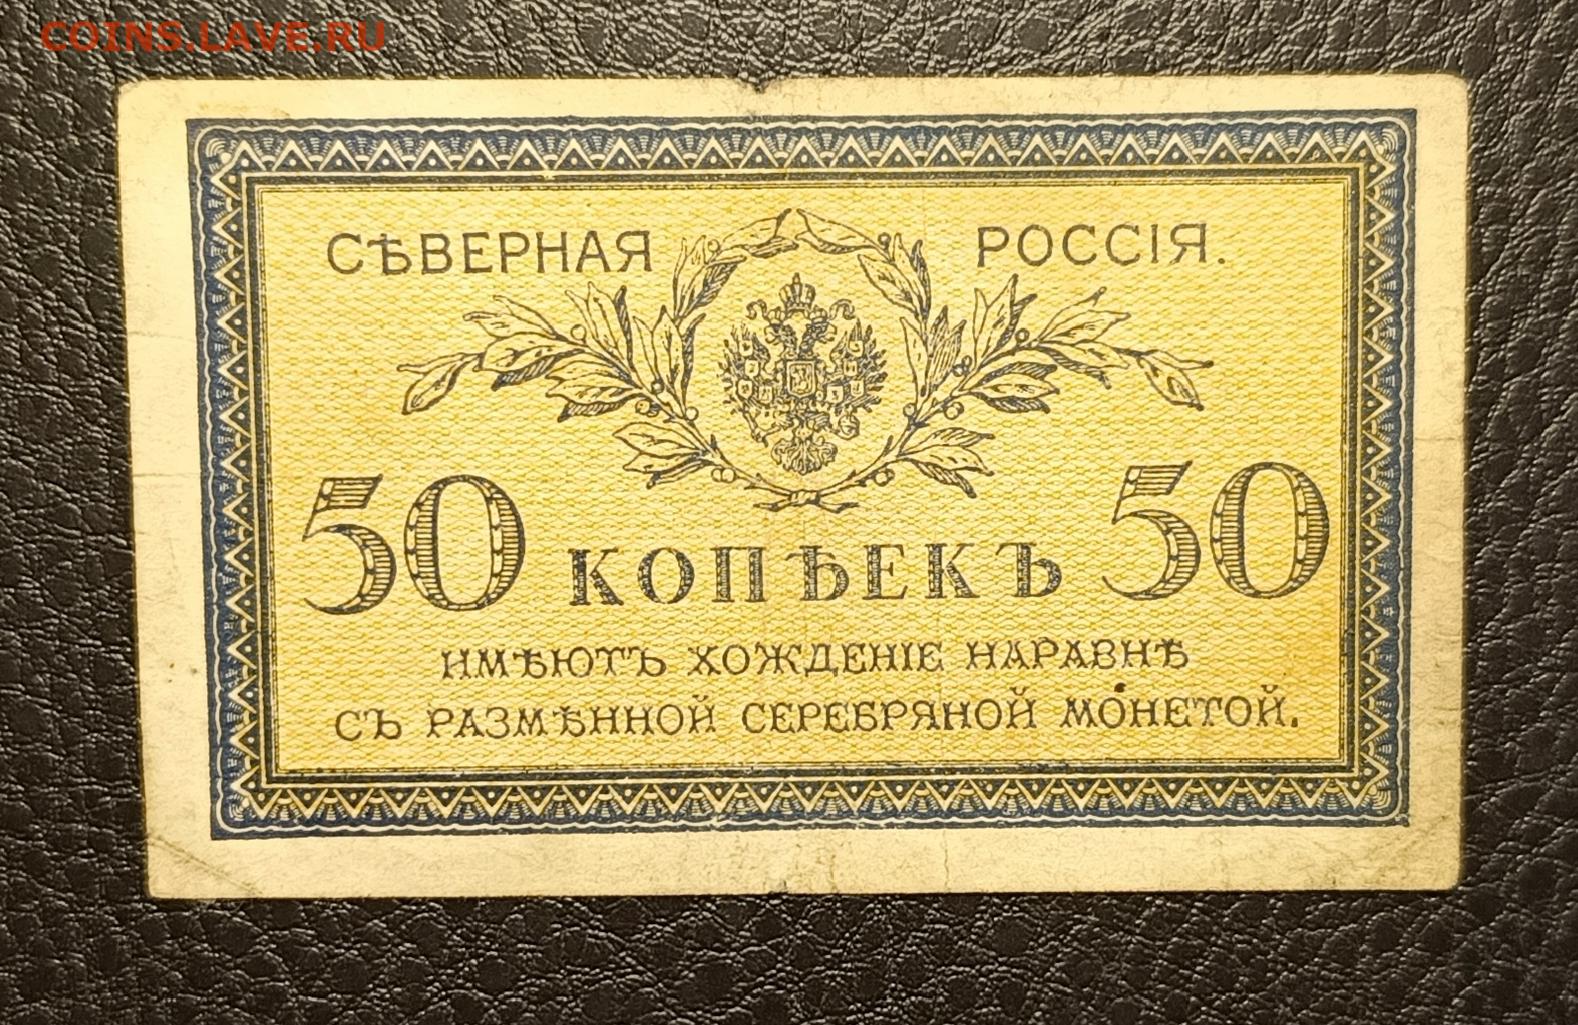 COINS.LAVE.RU
СѢВЕРНАЯ РОССІЯ.
50 КОПѢЕКЪ 50
ИМѢЮТЪ ХОЖДЕНІЕ НАРАВНѢ
СЪ РАЗМѢННОЙ СЕРЕБРЯНОЙ МОНЕТОЙ.